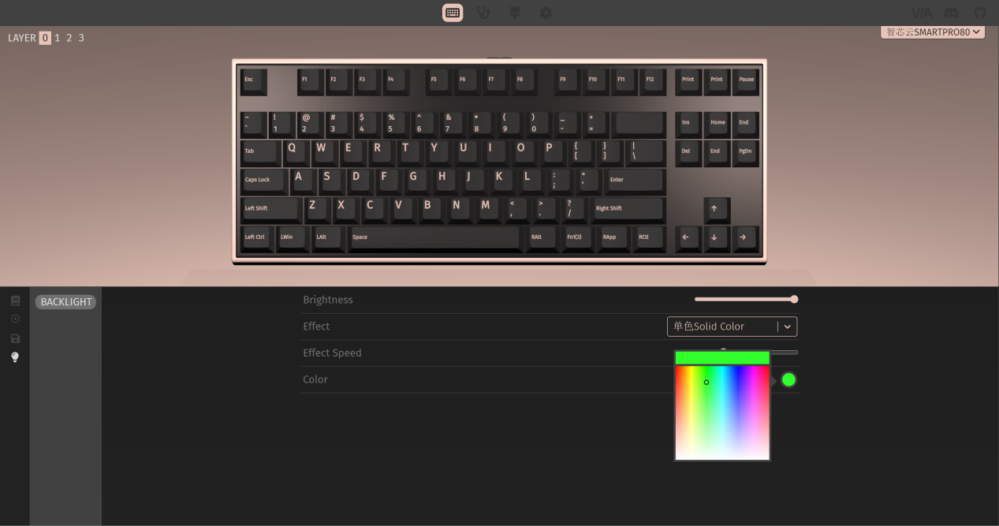 VIA
LAYER 0 1 2 3
智芯云SMARTPRO80
Esc F1 F2 F3 F4 F5 F6 F7 F8 F9 F10 F11 F12 Print Print Pause
~ ! @ # $ % ^ & * ( ) _ +
` 1 2 3 4 5 6 7 8 9 0 - =
Ins Home End
Tab Q W E R T Y U I O P { } |
[ ] \
Del End PgDn
Caps Lock A S D F G H J K L : " Enter
; '
Left Shift Z X C V B N M < > ? Right Shift ↑
, . /
Left Ctrl LWin LAlt Space RAlt Fn1(3) RApp RCtl ← ↓ →
BACKLIGHT
Brightness
Effect 单色Solid Color
Effect Speed
Color